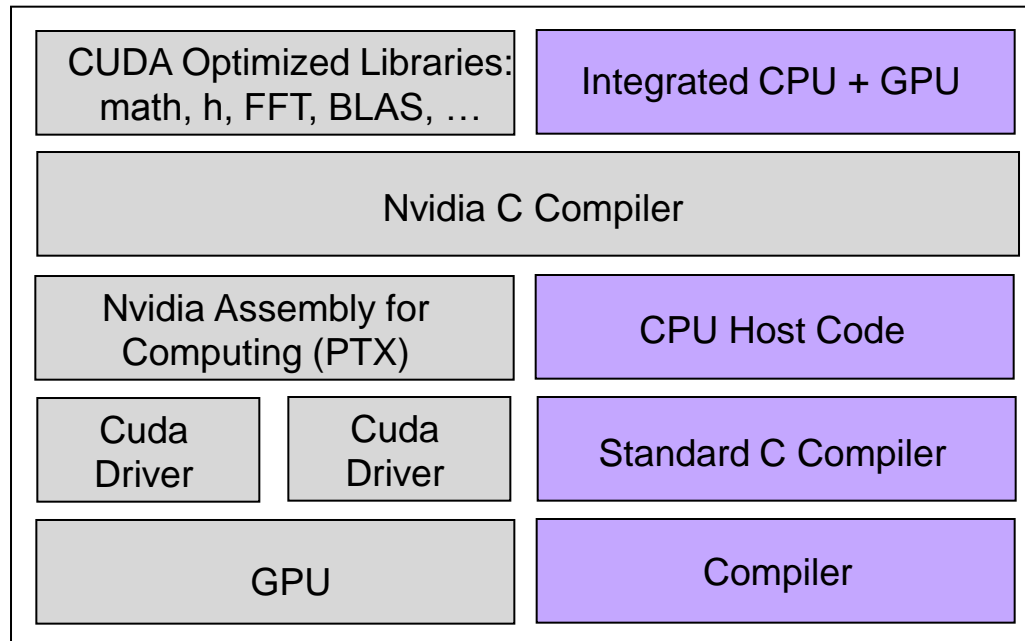 CUDA Optimized Libraries:
math, h, FFT, BLAS, …
Integrated CPU + GPU
Nvidia C Compiler
Nvidia Assembly for
Computing (PTX)
CPU Host Code
Cuda
Driver
Cuda
Driver
Standard C Compiler
GPU
Compiler